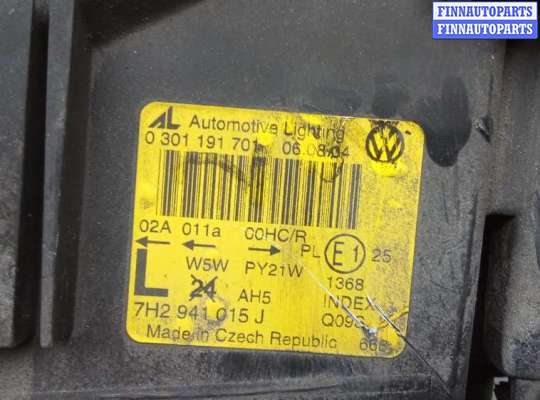 FINNAUTOPARTS
FINNAUTOPARTS
AL Automotive Lighting
0 301 191 701 06.08.04
02A 011a 00HC/R PL E1 25
L W5W PY21W 1368
24 AH5 INDEX
7H2 941 015 J
Made in Czech Republic